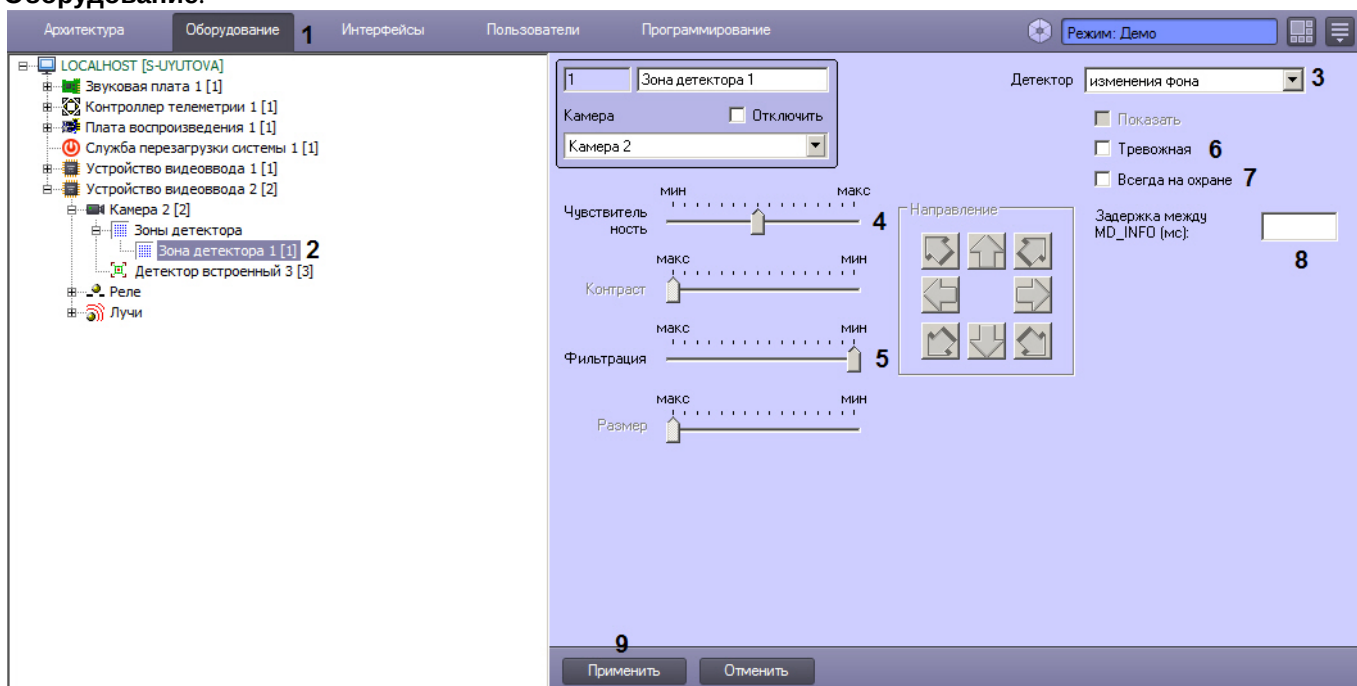 Оборудование.
Архитектура Оборудование 1 Интерфейсы Пользователи Программирование Режим: Демо
LOCALHOST [S-UYUTOVA]
Звуковая плата 1 [1]
Контроллер телеметрии 1 [1]
Плата воспроизведения 1 [1]
Служба перезагрузки системы 1 [1]
Устройство видеоввода 1 [1]
Устройство видеоввода 2 [2]
Камера 2 [2]
Зоны детектора
Зона детектора 1 [1] 2
Детектор встроенный 3 [3]
Реле
Лучи
1 Зона детектора 1
Камера Отключить
Камера 2
Детектор изменения фона 3
Показать
Тревожная 6
Всегда на охране 7
Задержка между
MD_INFO (мс):
8
мин макс
Чувствитель
ность
4
макс мин
Контраст
макс мин
Фильтрация 5
макс мин
Размер
Направление
9
Применить Отменить